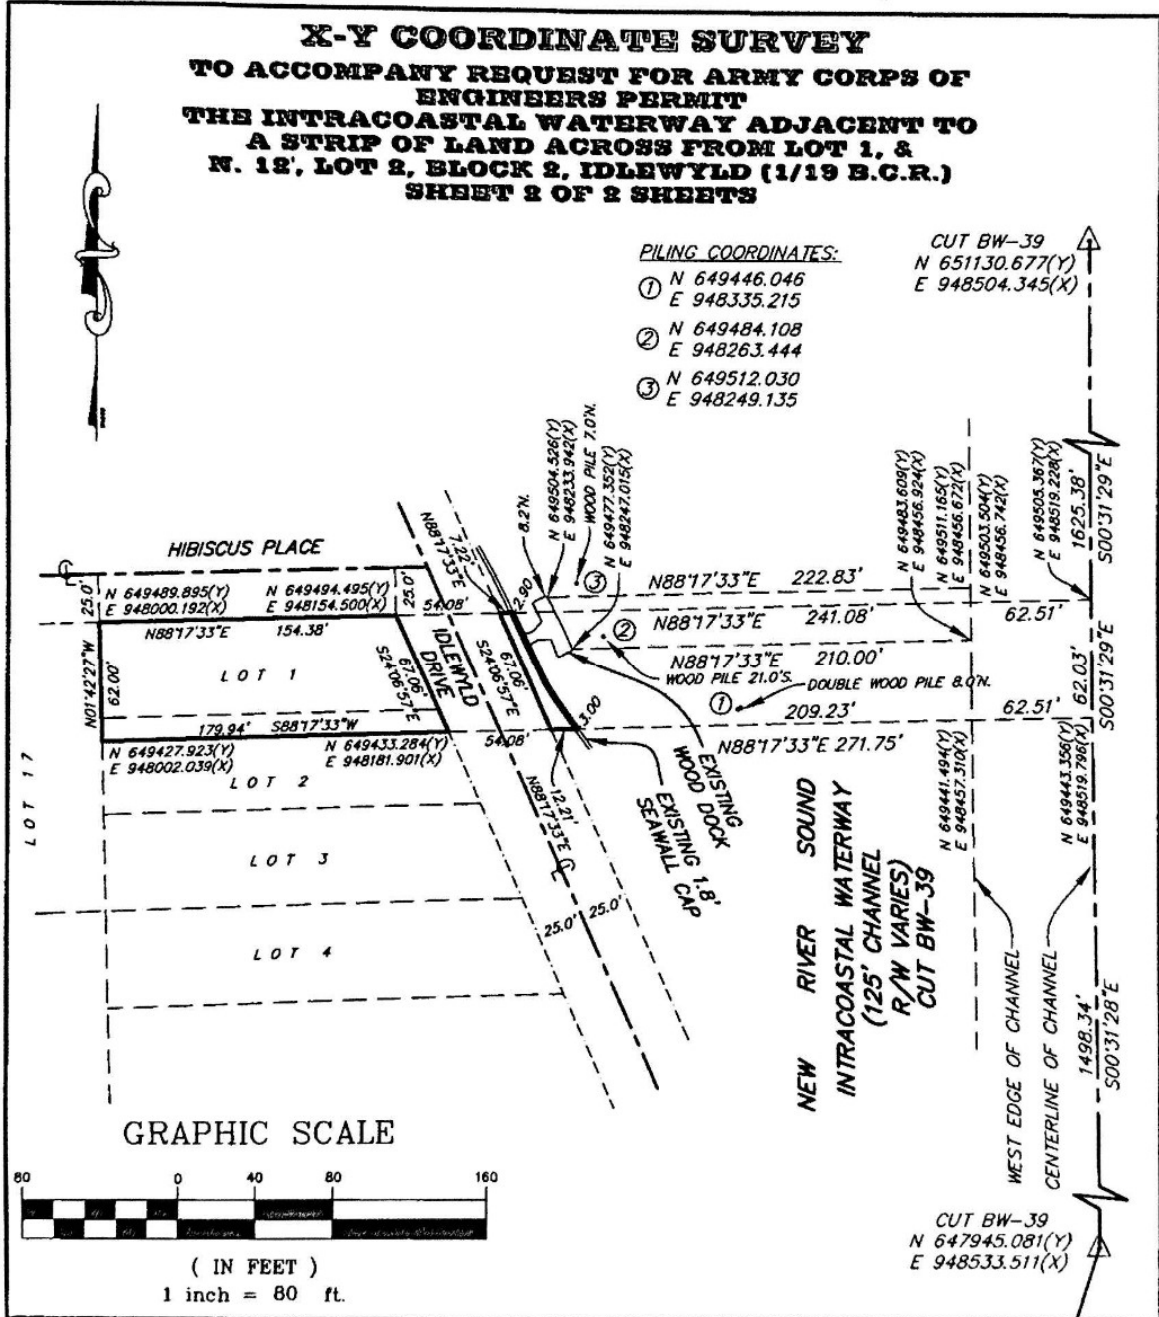 X-Y COORDINATE SURVEY
TO ACCOMPANY REQUEST FOR ARMY CORPS OF
ENGINEERS PERMIT
THE INTRACOASTAL WATERWAY ADJACENT TO
A STRIP OF LAND ACROSS FROM LOT 1, &
N. 12', LOT 2, BLOCK 2, IDLEWYLD (1/19 B.C.R.)
SHEET 2 OF 2 SHEETS
PILING COORDINATES:
1 N 649446.046
E 948335.215
2 N 649484.108
E 948263.444
3 N 649512.030
E 948249.135
CUT BW-39
N 651130.677(Y)
E 948504.345(X)
8.2'N.
N 649504.526(Y)
E 948233.942(X)
WOOD PILE 7.0'N.
N 649477.352(Y)
E 948247.015(X)
N 649483.609(Y)
E 948456.924(X)
N 649511.165(Y)
E 948456.672(X)
N 649503.504(Y)
E 948456.742(X)
N 649505.367(Y)
E 948519.228(X)
1625.38'
S00°31'29"E
HIBISCUS PLACE
25.0'
N 649489.895(Y)
E 948000.192(X)
N 649494.495(Y)
E 948154.500(X)
25.0'
54.08'
N88°17'33"E
7.22'
2.90
3
N88°17'33"E 222.83'
N88°17'33"E 241.08'
62.51'
2
N88°17'33"E 210.00'
WOOD PILE 21.0'S.
1
DOUBLE WOOD PILE 8.0'N.
209.23'
62.51'
N88°17'33"E 271.75'
62.03'
S00°31'29"E
N88°17'33"E 154.38'
N01°42'27"W
62.00'
LOT 1
67.06'
S24°06'57"E
IDLEWYLD
DRIVE
67.06'
S24°06'57"E
3.00
179.94' S88°17'33"W
54.08'
N 649427.923(Y)
E 948002.039(X)
N 649433.284(Y)
E 948181.901(X)
12.21'
N88°17'33"E
LOT 17
LOT 2
LOT 3
LOT 4
25.0'
25.0'
EXISTING
WOOD DOCK
EXISTING 1.8'
SEAWALL CAP
N 649441.494(Y)
E 948457.310(X)
N 649443.356(Y)
E 948519.796(X)
NEW RIVER SOUND
INTRACOASTAL WATERWAY
(125' CHANNEL
R/W VARIES)
CUT BW-39
WEST EDGE OF CHANNEL
CENTERLINE OF CHANNEL
1498.34'
S00°31'28"E
GRAPHIC SCALE
80 0 40 80 160
( IN FEET )
1 inch = 80 ft.
CUT BW-39
N 647945.081(Y)
E 948533.511(X)